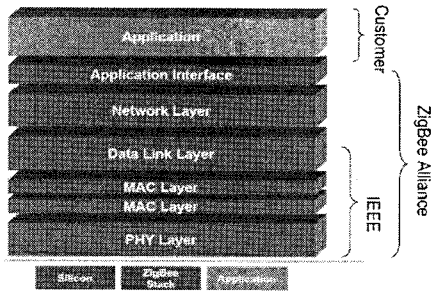 Application
Application Interface
Network Layer
Data Link Layer
MAC Layer
MAC Layer
PHY Layer
Customer
IEEE
ZigBee Alliance
Silicon
ZigBee
Stack
Application